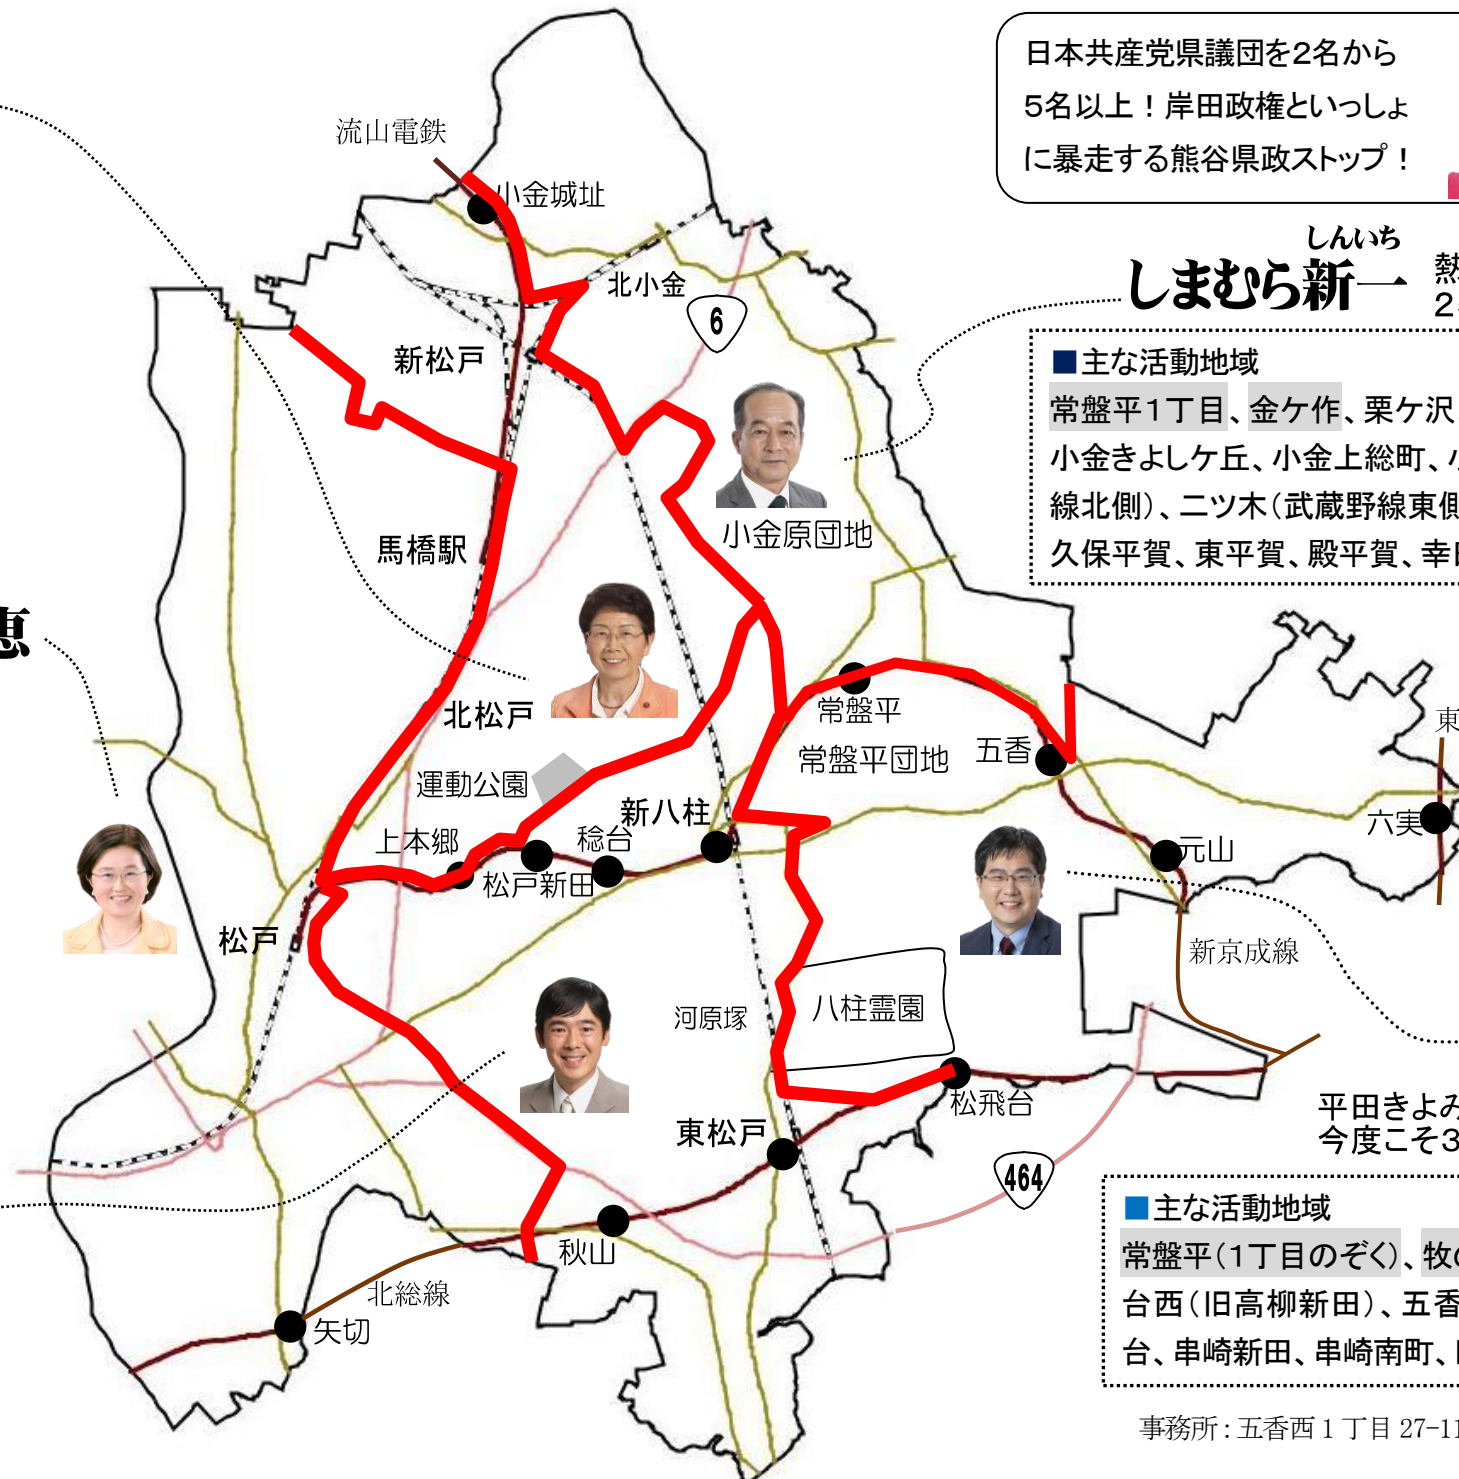 日本共産党県議団を2名から
5名以上！岸田政権といっしょ
に暴走する熊谷県政ストップ！
流山電鉄
小金城址
北小金
6
しんいち
しまむら新一
熱
2
■主な活動地域
常盤平1丁目、金ケ作、栗ケ沢
小金きよしケ丘、小金上総町、
線北側）、二ツ木（武蔵野線東側
久保平賀、東平賀、殿平賀、幸
新松戸
馬橋駅
小金原団地
恵
北松戸
常盤平
常盤平団地
五香
東
運動公園
新八柱
六実
上本郷
稔台
松戸新田
元山
松戸
新京成線
河原塚
八柱霊園
松飛台
平田きよみ
今度こそ3
東松戸
464
■主な活動地域
常盤平（1丁目のぞく）、牧の
台西（旧高柳新田）、五香
台、串崎新田、串崎南町、
秋山
北総線
矢切
事務所：五香西1丁目27-11